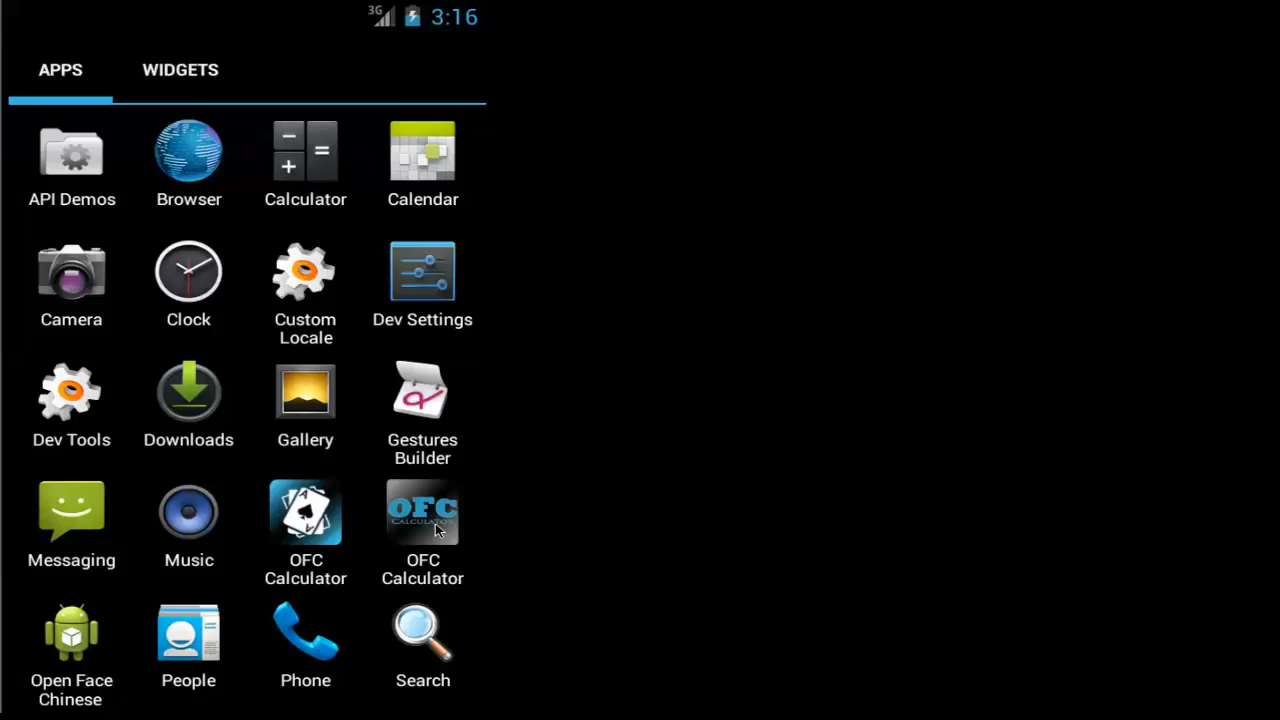 3G 3:16
APPS WIDGETS
API Demos Browser Calculator Calendar
Camera Clock Custom Locale Dev Settings
Dev Tools Downloads Gallery Gestures Builder
OFC
CALCULATOR
Messaging Music OFC Calculator OFC Calculator
Open Face Chinese People Phone Search